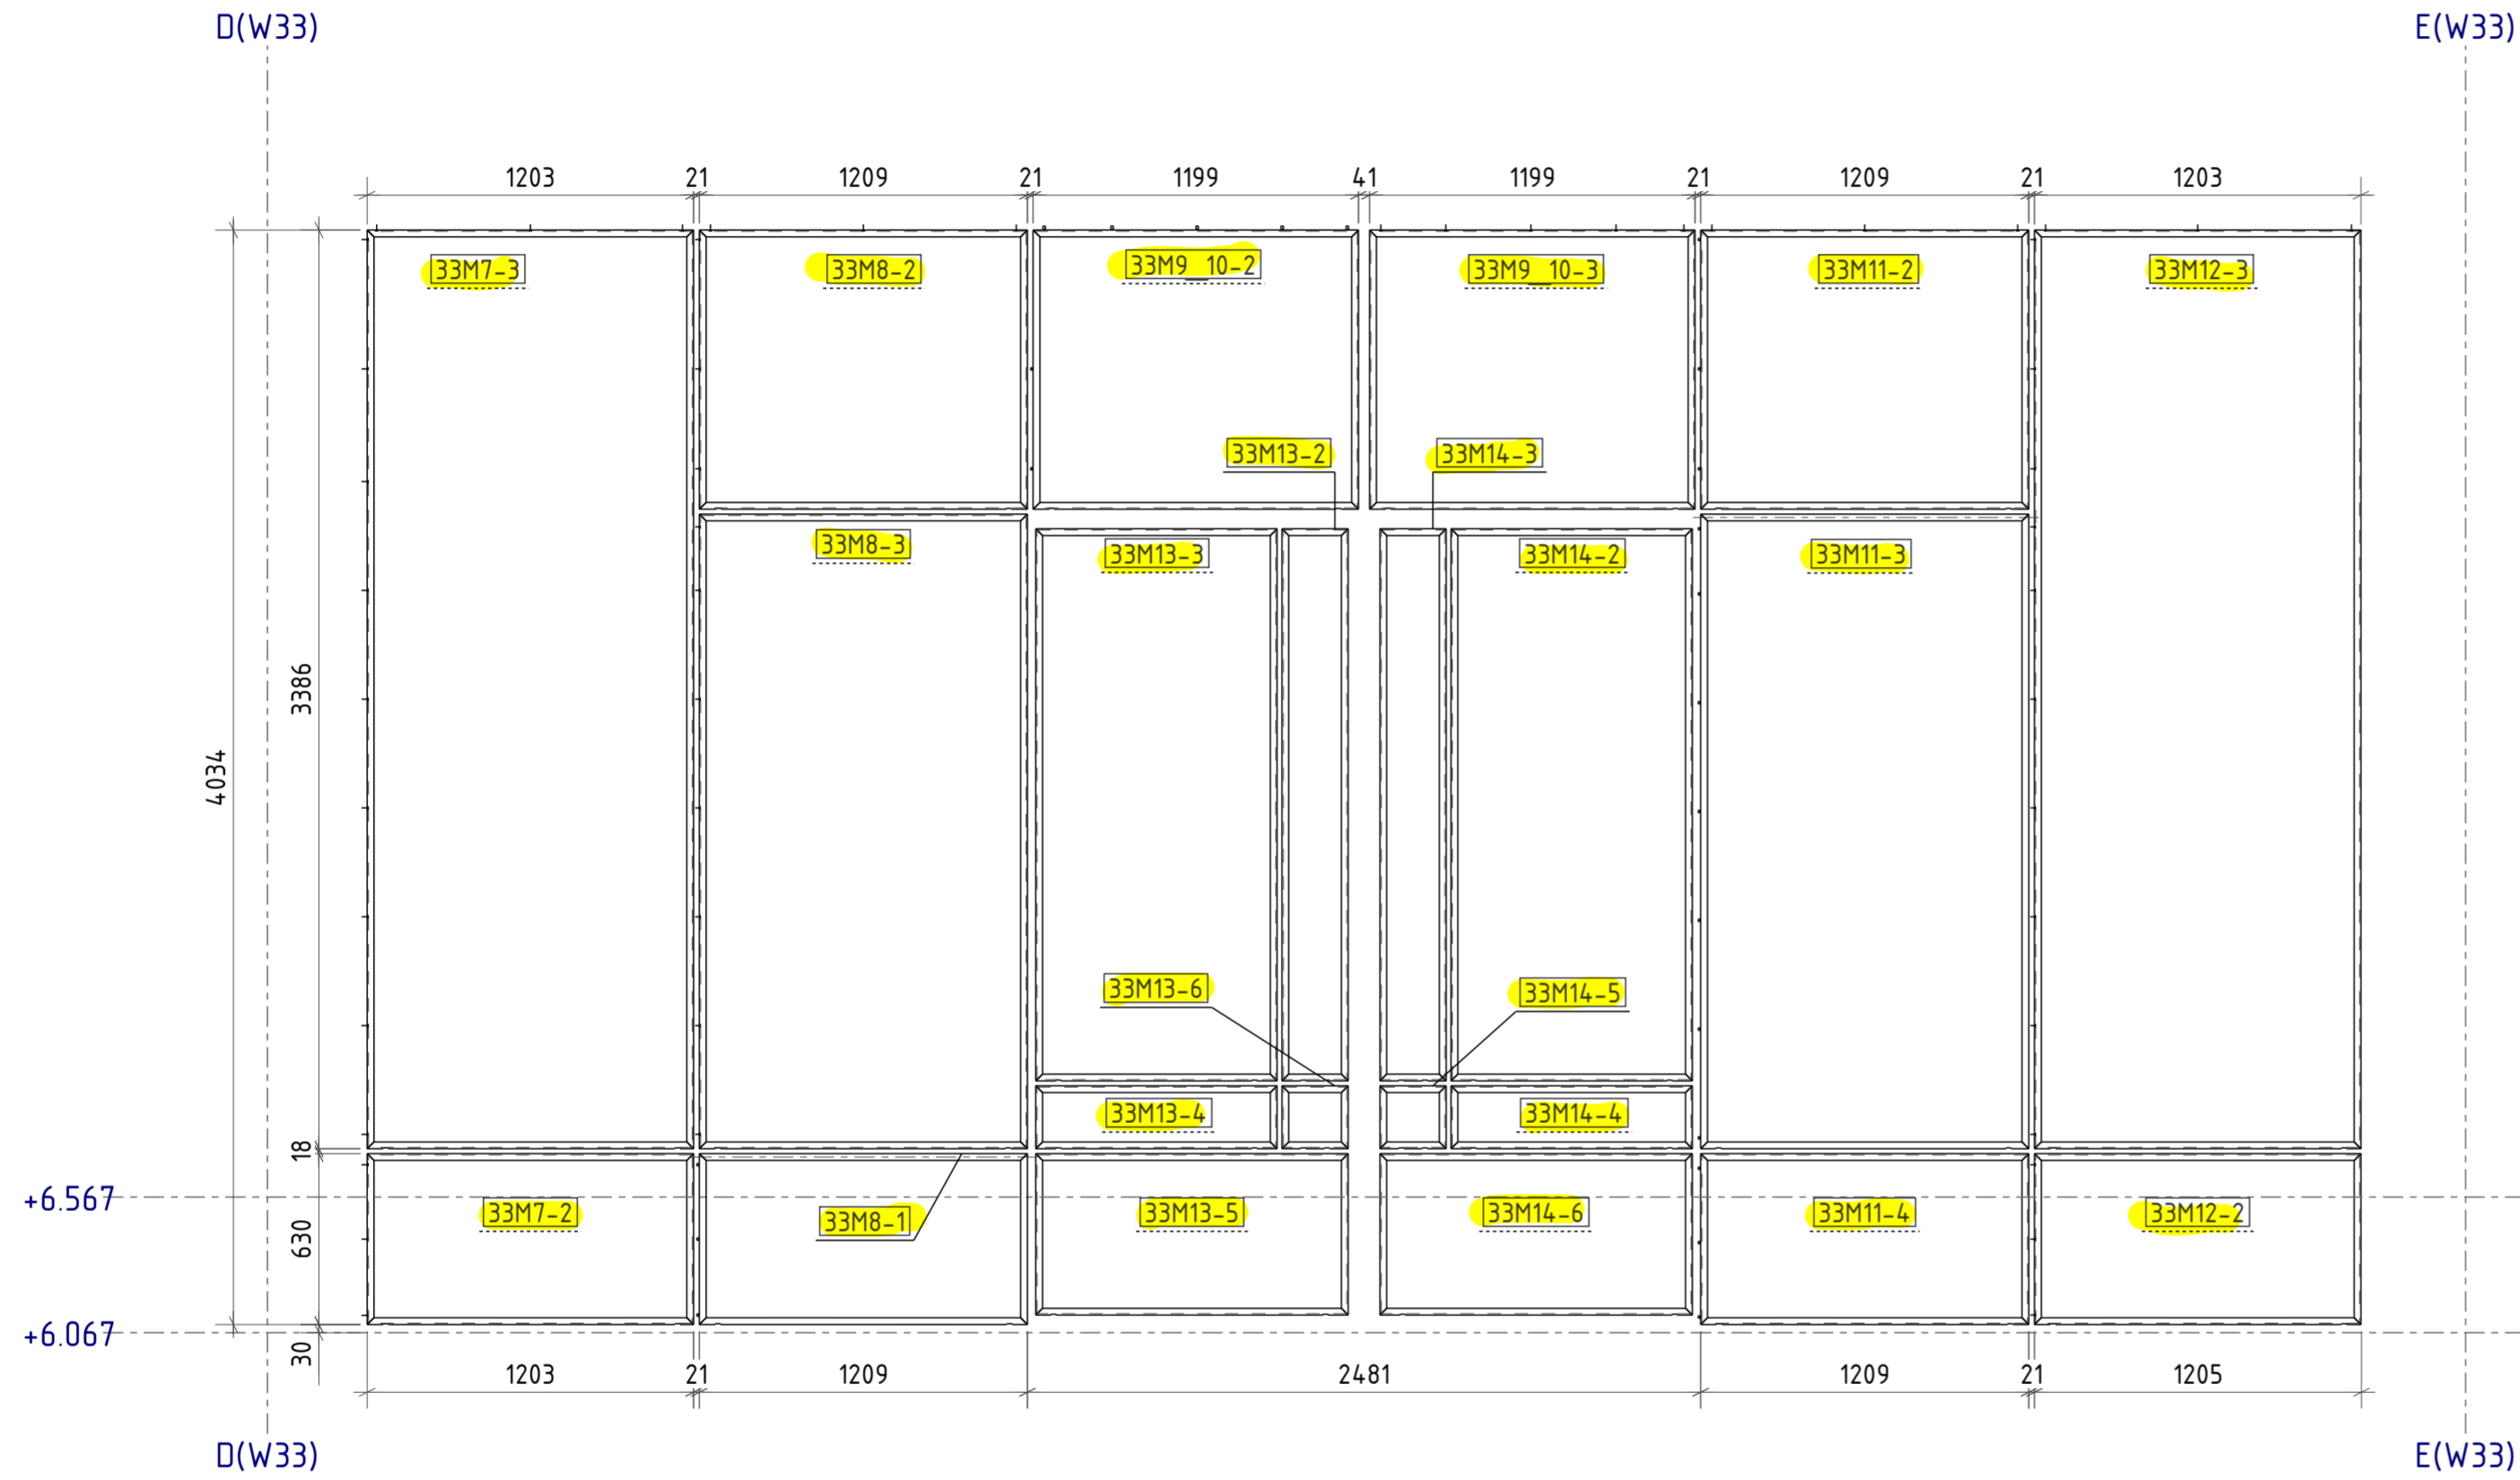 D(W33) E(W33)
1203 21 1209 21 1199 41 1199 21 1209 21 1203
33M7-3 33M8-2 33M9_10-2 33M9_10-3 33M11-2 33M12-3
33M13-2 33M14-3
33M8-3 33M13-3 33M14-2 33M11-3
3386
4034
33M13-6 33M14-5
33M13-4 33M14-4
18
+6.567
33M7-2 33M8-1 33M13-5 33M14-6 33M11-4 33M12-2
630
+6.067
30
1203 21 1209 2481 1209 21 1205
D(W33) E(W33)